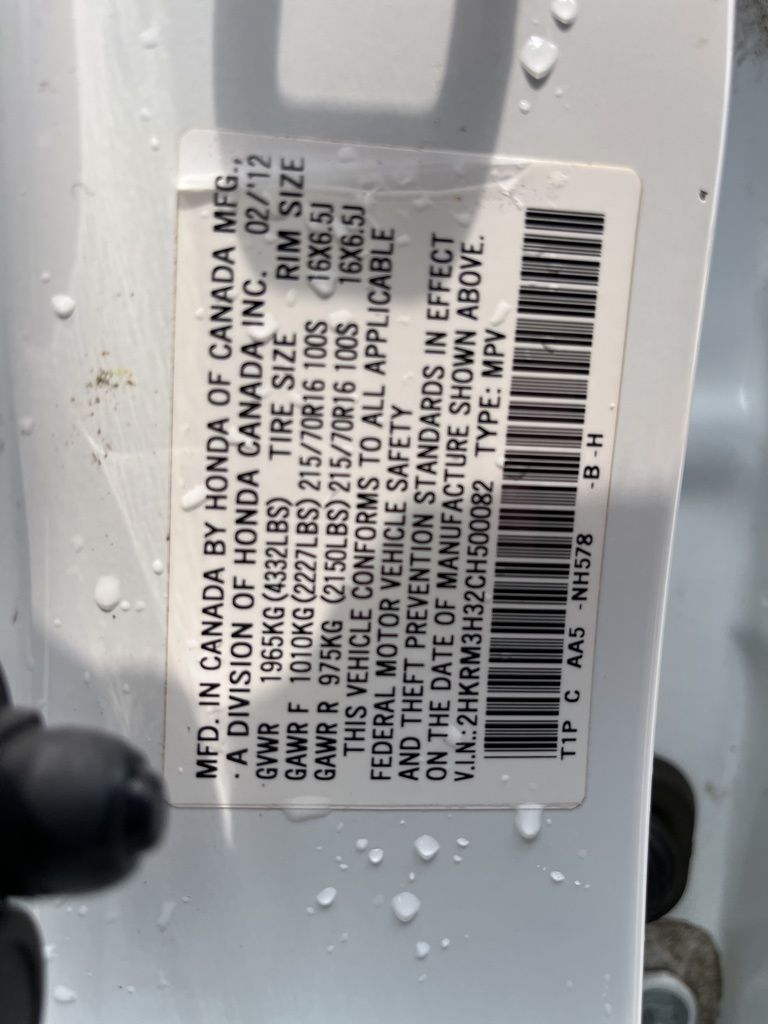 MFD. IN CANADA BY HONDA OF CANADA MFG.,
A DIVISION OF HONDA CANADA INC. 02/'12
GVWR 1965KG(4332LBS) TIRE SIZE RIM SIZE
GAWR F 1010KG(2227LBS) 215/70R16 100S 16X6.5J
GAWR R 975KG (2150LBS) 215/70R16 100S 16X6.5J
THIS VEHICLE CONFORMS TO ALL APPLICABLE
FEDERAL MOTOR VEHICLE SAFETY
AND THEFT PREVENTION STANDARDS IN EFFECT
ON THE DATE OF MANUFACTURE SHOWN ABOVE.
V.I.N.:2HKRM3H32CH500082 TYPE: MPV
T1P C AA5 -NH578 -B-H